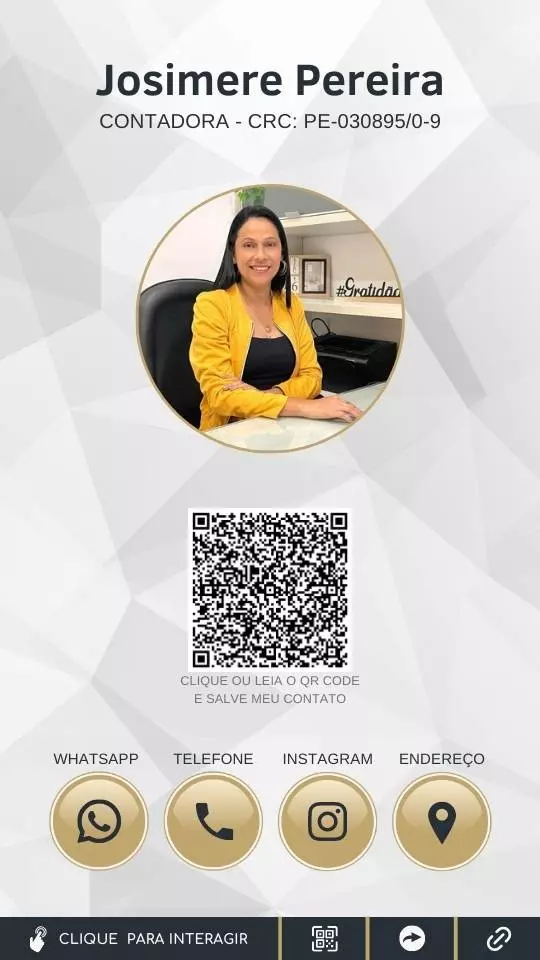 Josimere Pereira
CONTADORA - CRC: PE-030895/0-9
#Gratidão
CLIQUE OU LEIA O QR CODE
E SALVE MEU CONTATO
WHATSAPP TELEFONE INSTAGRAM ENDEREÇO
CLIQUE PARA INTERAGIR